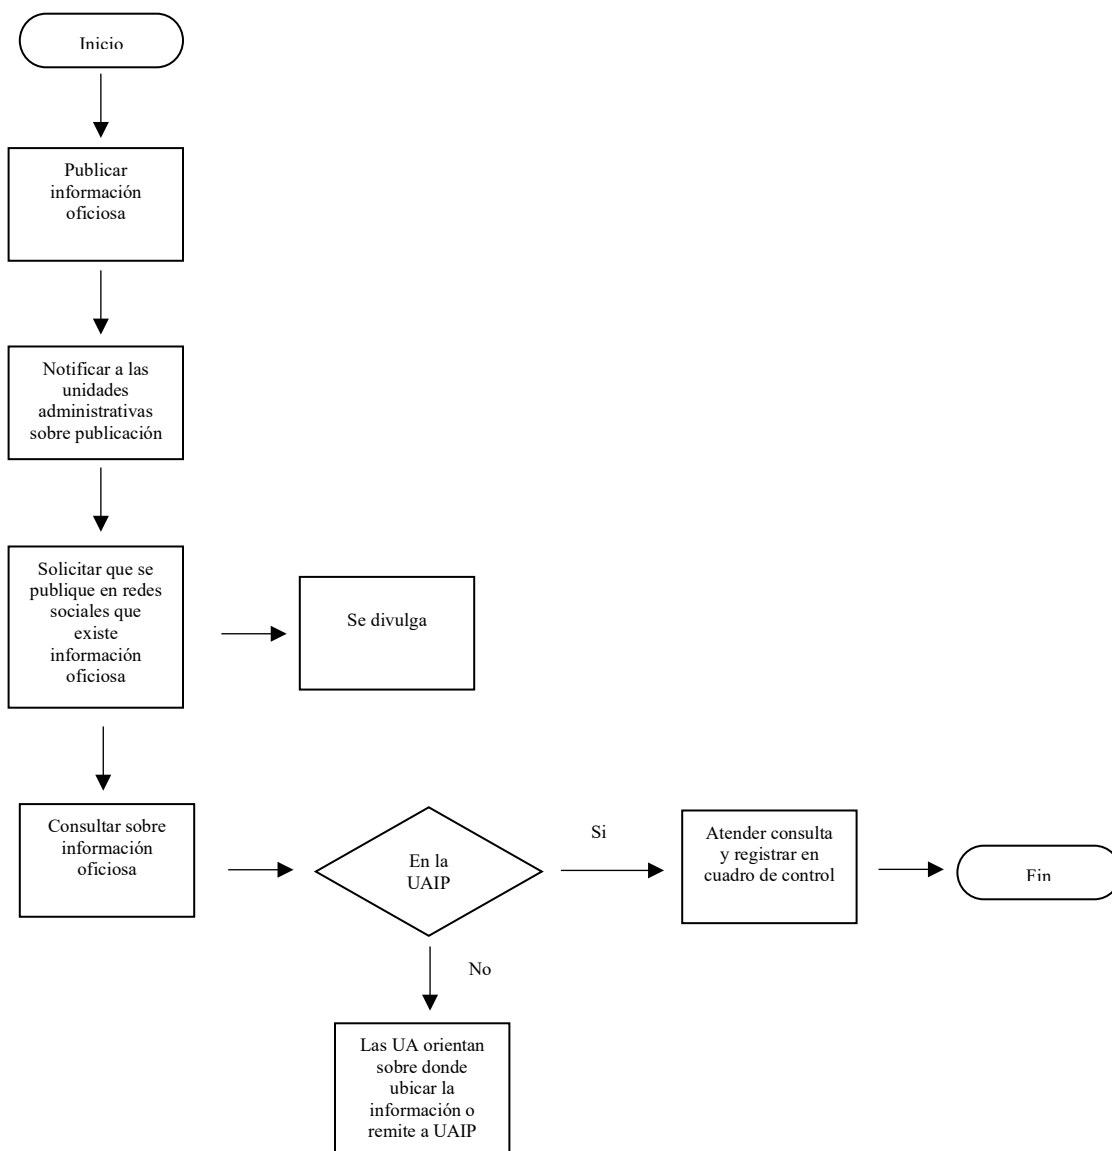 Inicio
Publicar
información
oficiosa
Notificar a las
unidades
administrativas
sobre publicación
Solicitar que se
publique en redes
sociales que
existe
información
oficiosa
Se divulga
Consultar sobre
información
oficiosa
En la
UAIP
Si
Atender consulta
y registrar en
cuadro de control
Fin
No
Las UA orientan
sobre donde
ubicar la
información o
remite a UAIP